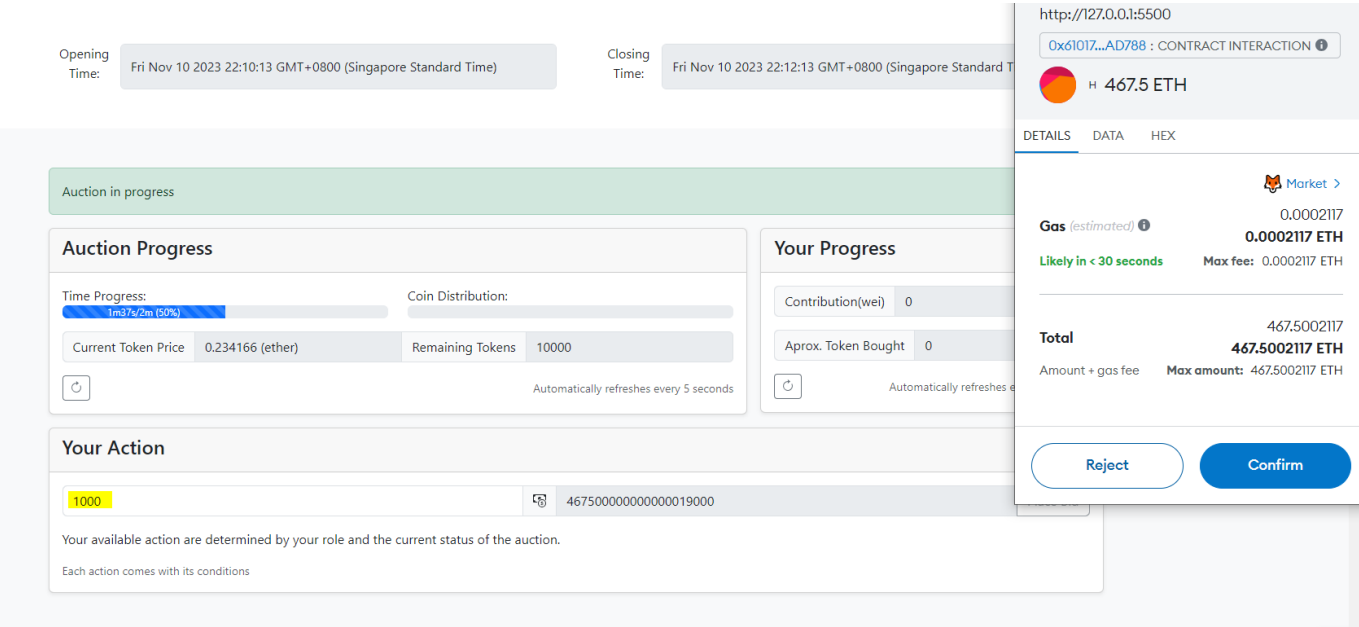 Opening Time:
Fri Nov 10 2023 22:10:13 GMT+0800 (Singapore Standard Time)
Closing Time:
Fri Nov 10 2023 22:12:13 GMT+0800 (Singapore Standard T
Auction in progress
Auction Progress
Time Progress:
1m37s/2m (50%)
Coin Distribution:
Current Token Price 0.234166 (ether)
Remaining Tokens 10000
Automatically refreshes every 5 seconds
Your Progress
Contribution(wei) 0
Aprox. Token Bought 0
Automatically refreshes e
Your Action
1000
467500000000000019000
Your available action are determined by your role and the current status of the auction.
Each action comes with its conditions
http://127.0.0.1:5500
0x61017...AD788 : CONTRACT INTERACTION
H 467.5 ETH
DETAILS DATA HEX
Market >
Gas (estimated) 0.0002117
0.0002117 ETH
Likely in < 30 seconds Max fee: 0.0002117 ETH
Total 467.5002117
467.5002117 ETH
Amount + gas fee Max amount: 467.5002117 ETH
Reject Confirm